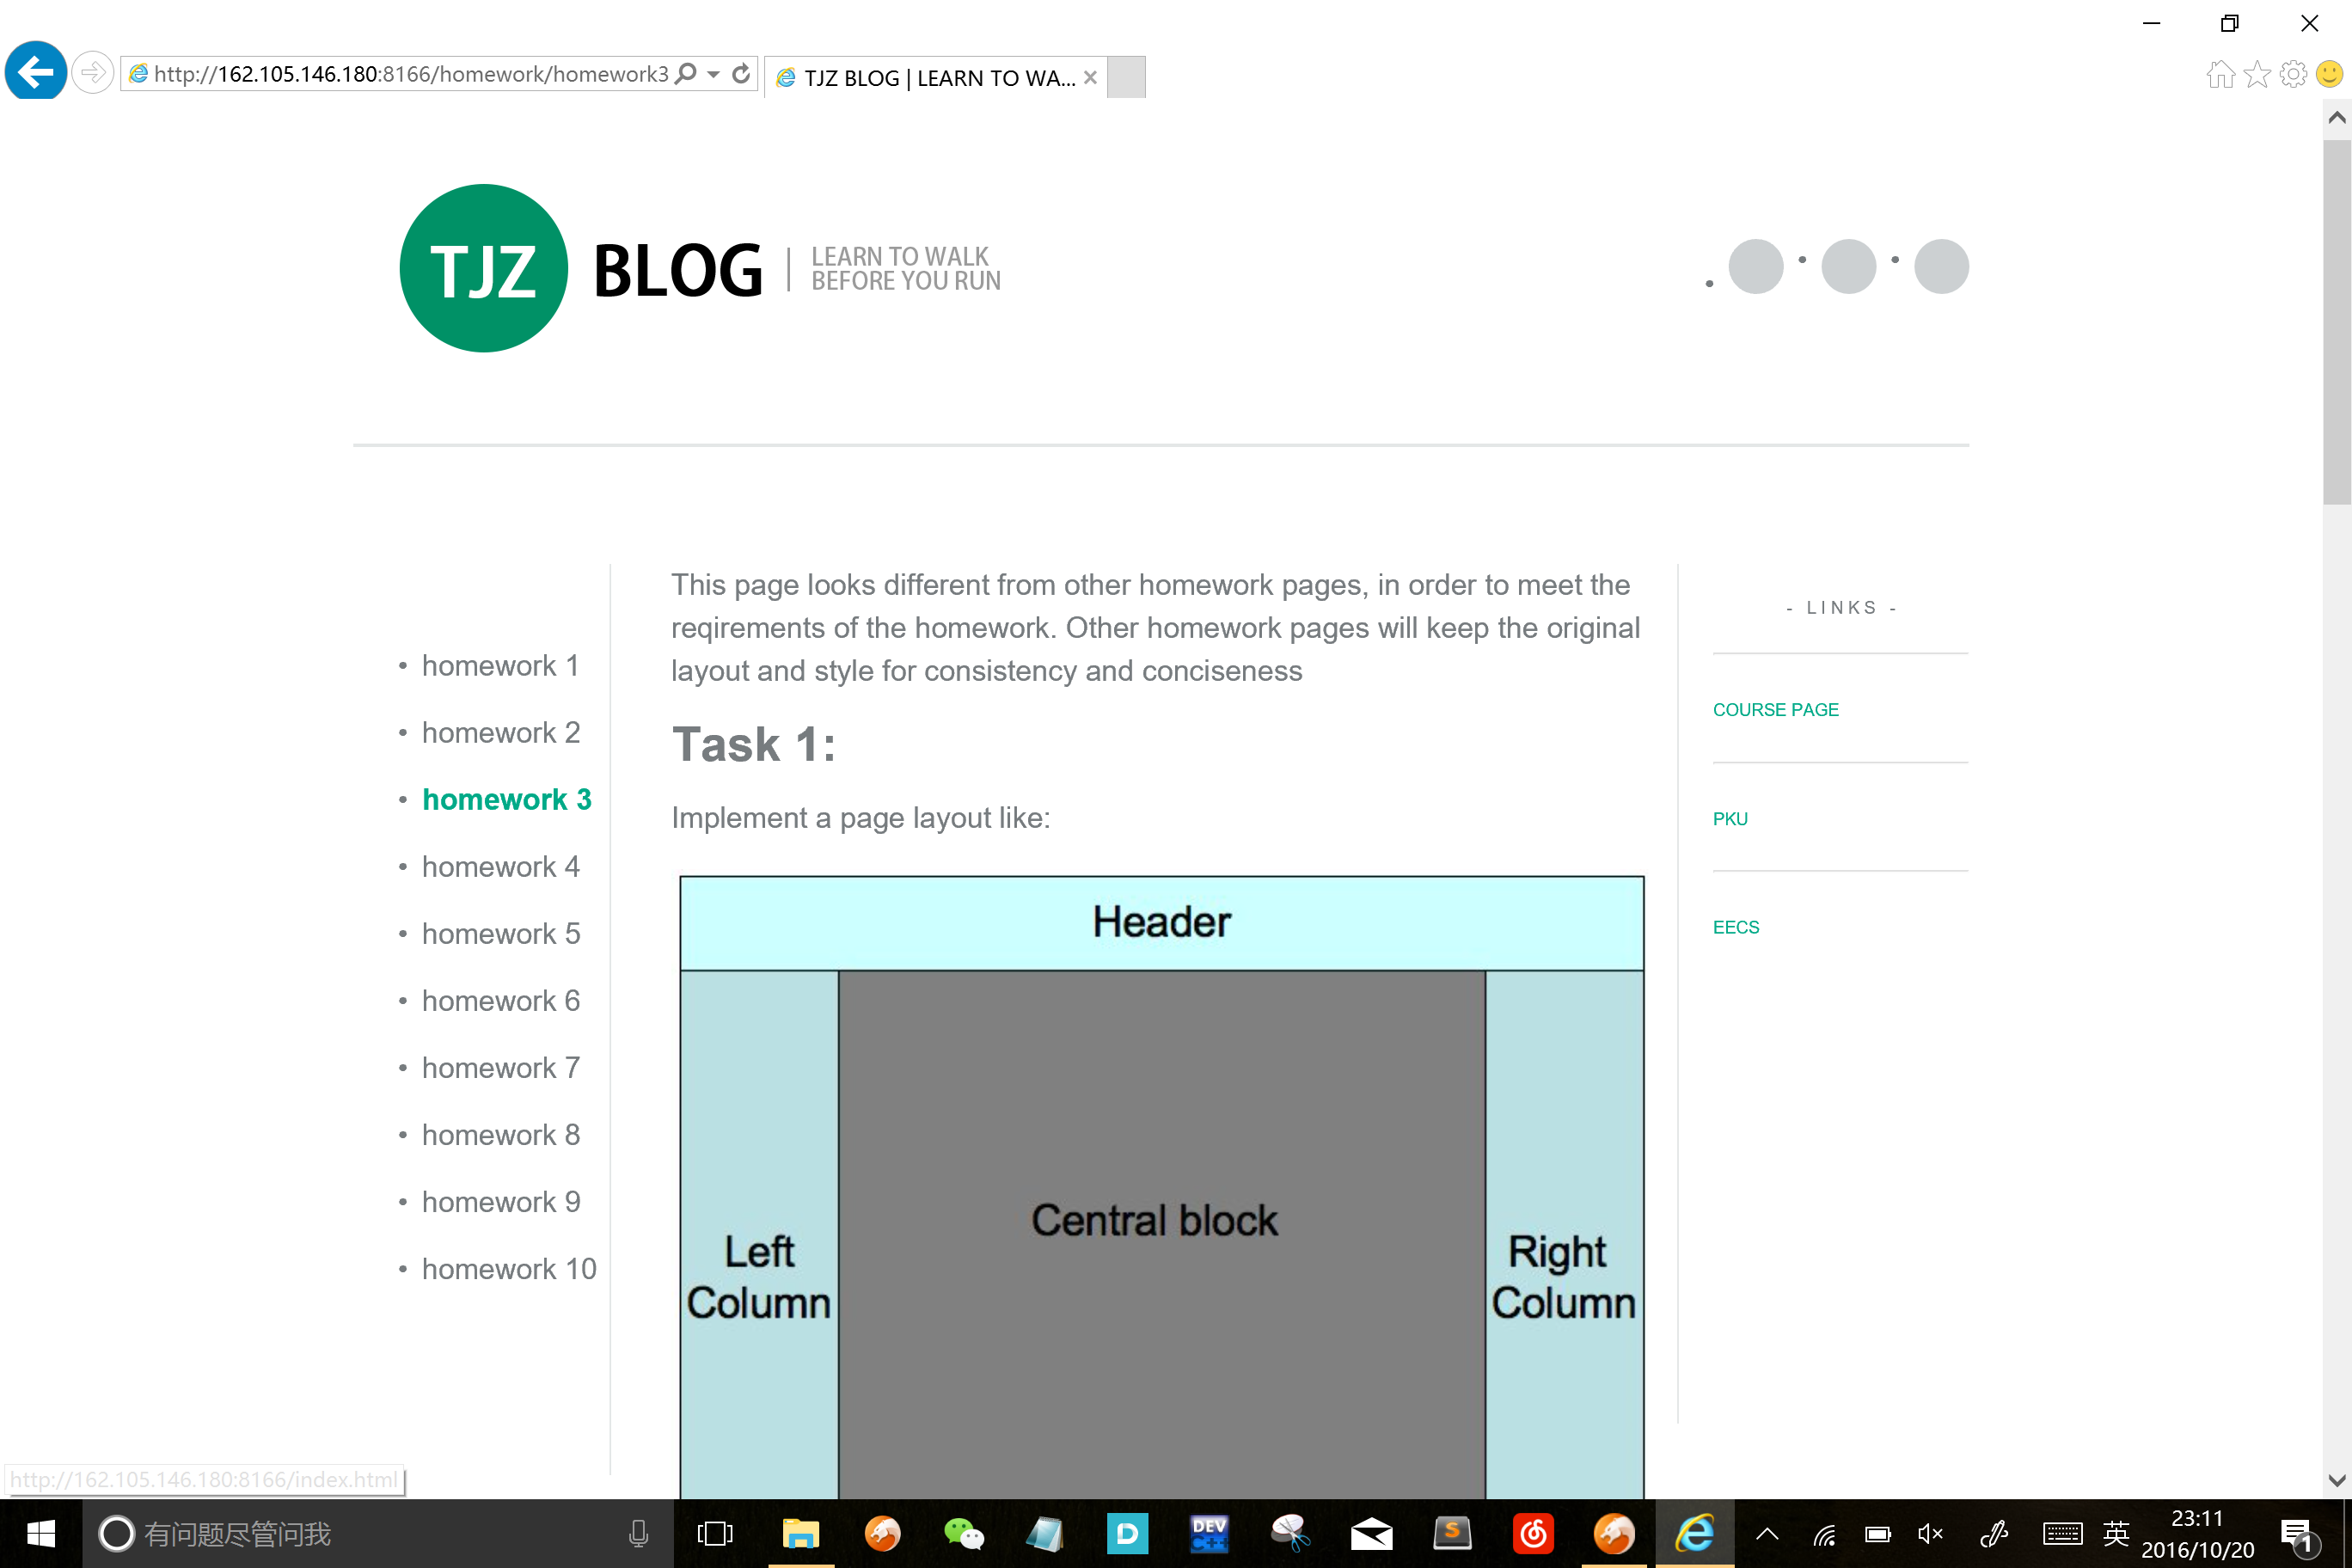 http://162.105.146.180:8166/homework/homework3
TJZ BLOG | LEARN TO WA...
TJZ BLOG
LEARN TO WALK
BEFORE YOU RUN
homework 1
homework 2
homework 3
homework 4
homework 5
homework 6
homework 7
homework 8
homework 9
homework 10
This page looks different from other homework pages, in order to meet the
reqirements of the homework. Other homework pages will keep the original
layout and style for consistency and conciseness
Task 1:
Implement a page layout like:
Header
Left
Column
Central block
Right
Column
- LINKS -
COURSE PAGE
PKU
EECS
http://162.105.146.180:8166/index.html
有问题尽管问我
D
DEV
C++
S
英
23:11
2016/10/20
1